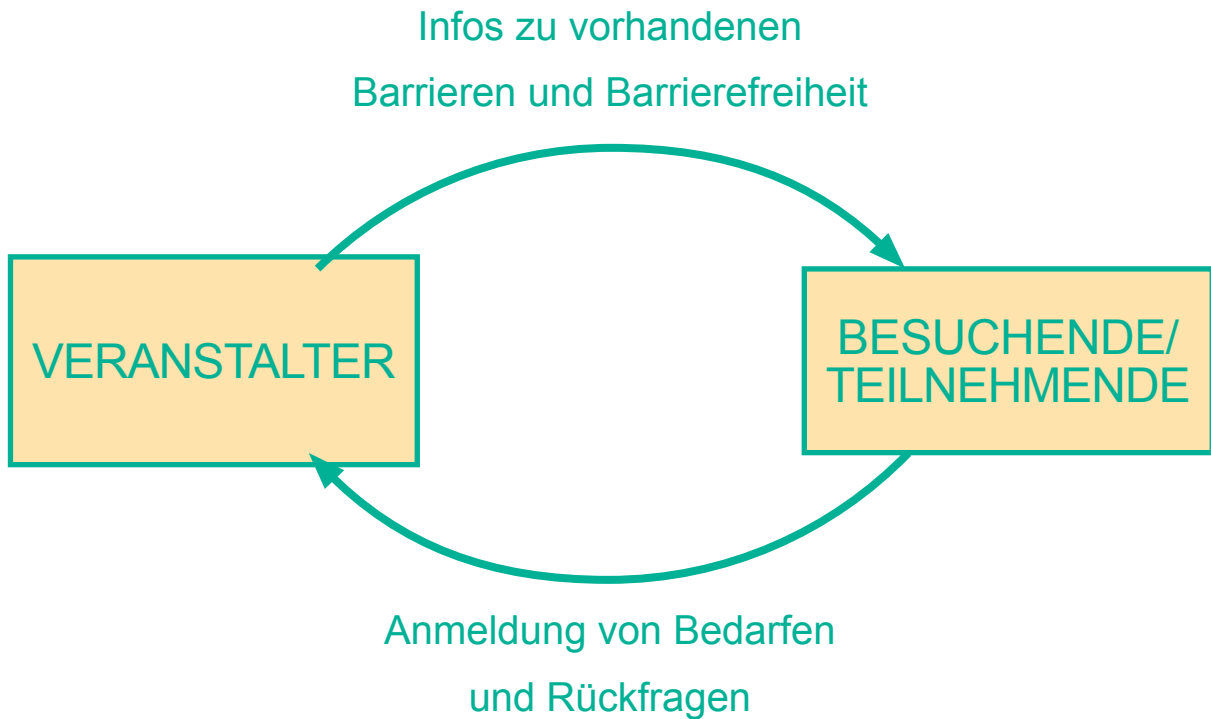 Infos zu vorhandenen
Barrieren und Barrierefreiheit
VERANSTALTER
BESUCHENDE/
TEILNEHMENDE
Anmeldung von Bedarfen
und Rückfragen